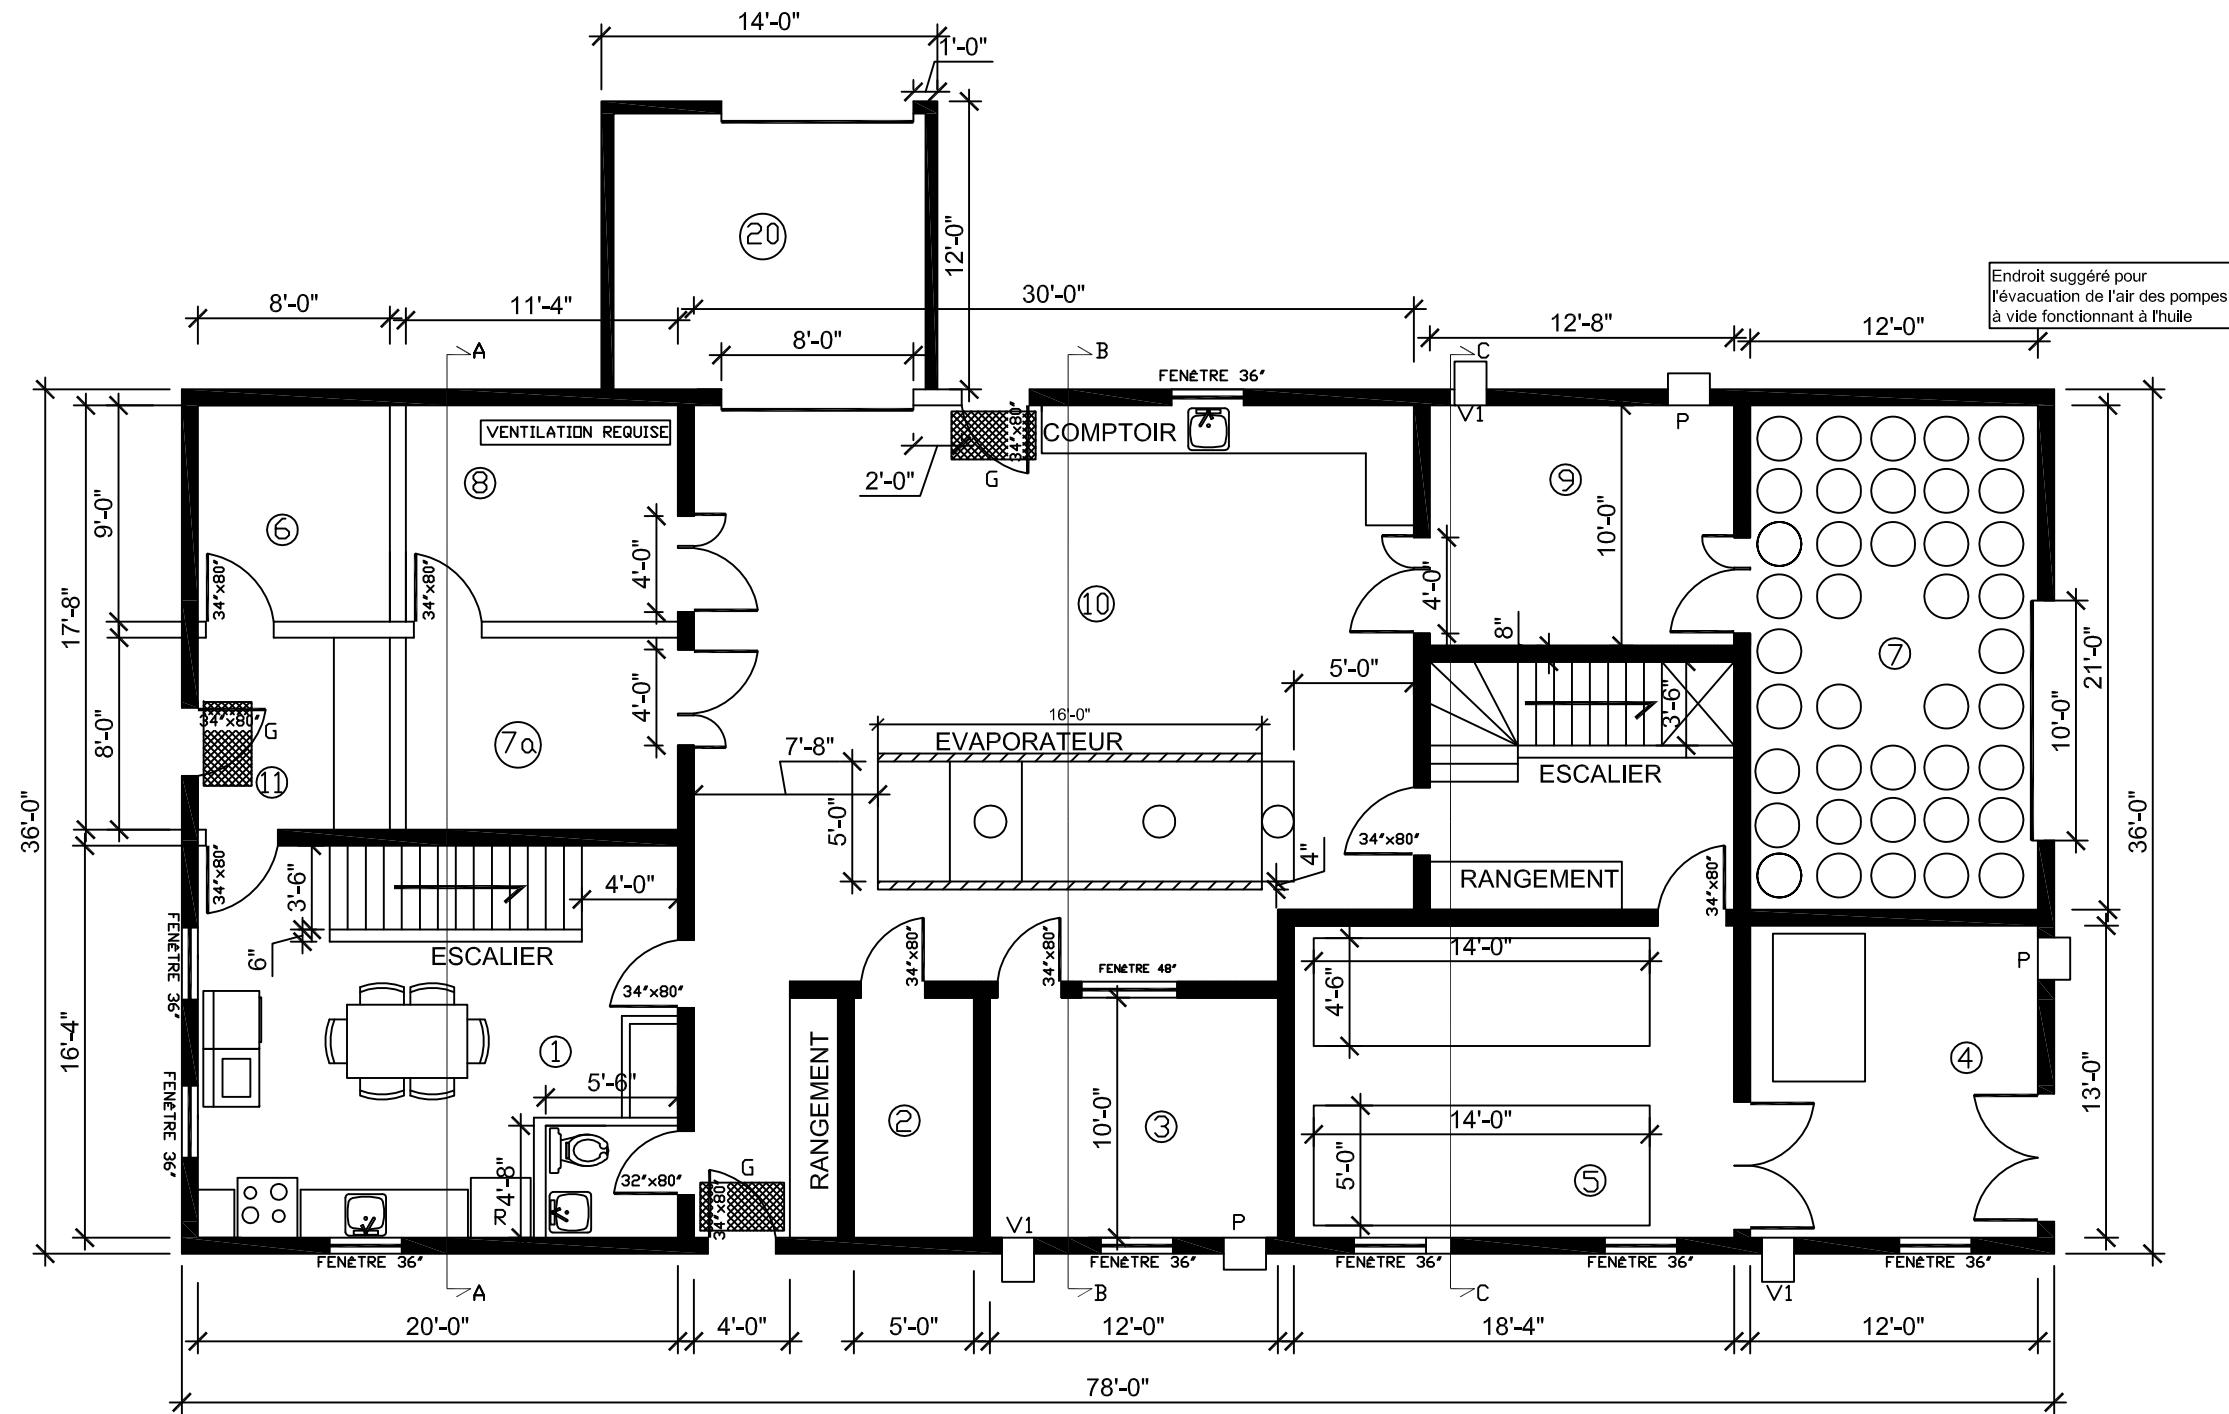 14'-0"
1'-0"
20
12'-0"
30'-0"
8'-0"
11'-4"
8'-0"
12'-8"
12'-0"
Endroit suggéré pour
l'évacuation de l'air des pompes
à vide fonctionnant à l'huile
A
B
C
FENÊTRE 36"
VENTILATION REQUISE
34"x80"
COMPTOIR
V1
P
G
2'-0"
6
8
9
9'-0"
34"x80"
34"x80"
4'-0"
10
4'-0"
10'-0"
17'-8"
8"
5'-0"
7
21'-0"
3'-6"
10'-0"
8'-0"
34"x80"
G
11
7a
4'-0"
16'-0"
EVAPORATEUR
7'-8"
ESCALIER
36'-0"
5'-0"
4"
34"x80"
36'-0"
34"x80"
3'-6"
4'-0"
RANGEMENT
34"x80"
FENÊTRE 36"
6"
ESCALIER
34"x80"
34"x80"
34"x80"
FENÊTRE 48"
14'-0"
4'-6"
P
16'-4"
1
4
FENÊTRE 36"
5'-6"
RANGEMENT
2
10'-0"
3
14'-0"
13'-0"
4'-8"
32"x80"
G
34"x80"
5'-0"
5
R
V1
P
FENÊTRE 36"
FENÊTRE 36"
FENÊTRE 36"
FENÊTRE 36"
FENÊTRE 36"
V1
A
B
C
20'-0"
4'-0"
5'-0"
12'-0"
18'-4"
12'-0"
78'-0"